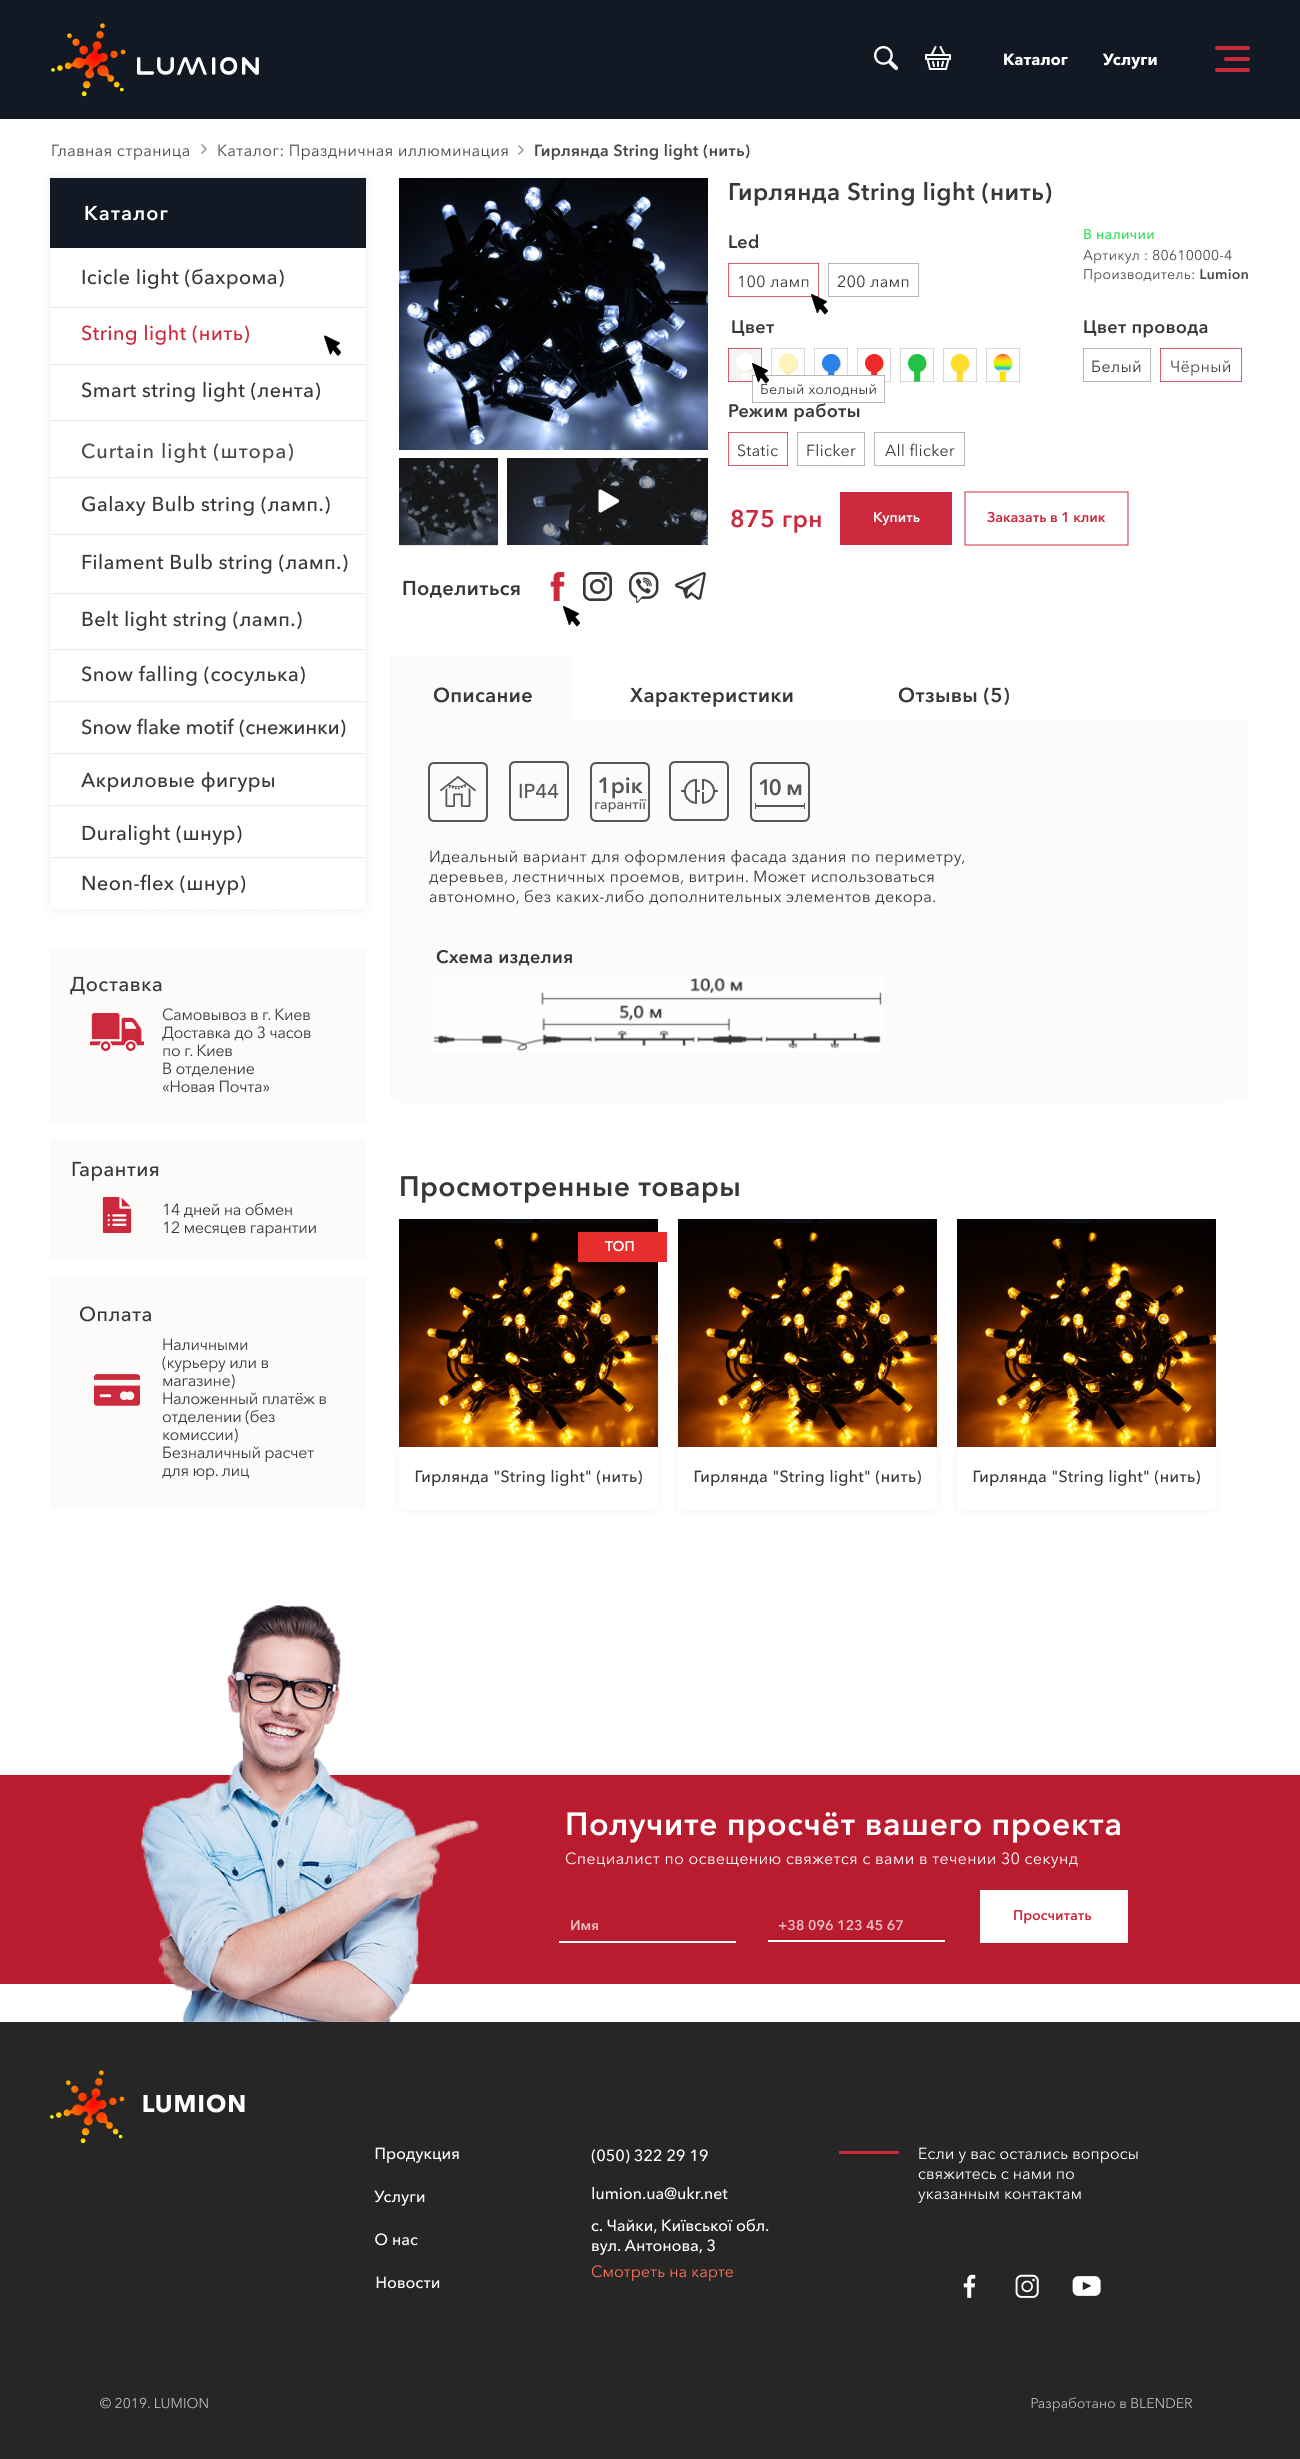 LUMION
Каталог
Услуги
Главная страница > Каталог: Праздничная иллюминация > Гирлянда String light (нить)
Каталог
Icicle light (бахрома)
String light (нить)
Smart string light (лента)
Curtain light (штора)
Galaxy Bulb string (ламп.)
Filament Bulb string (ламп.)
Belt light string (ламп.)
Snow falling (сосулька)
Snow flake motif (снежинки)
Акриловые фигуры
Duralight (шнур)
Neon-flex (шнур)
Гирлянда String light (нить)
Led
100 ламп
200 ламп
В наличии
Артикул : 80610000-4
Производитель: Lumion
Цвет
Белый холодный
Цвет провода
Белый
Чёрный
Режим работы
Static
Flicker
All flicker
875 грн
Купить
Заказать в 1 клик
Поделиться
Описание
Характеристики
Отзывы (5)
IP44
1рік
гарантії
10 м
Идеальный вариант для оформления фасада здания по периметру,
деревьев, лестничных проемов, витрин. Может использоваться
автономно, без каких-либо дополнительных элементов декора.
Схема изделия
10,0 м
5,0 м
Доставка
Самовывоз в г. Киев
Доставка до 3 часов
по г. Киев
В отделение
«Новая Почта»
Гарантия
14 дней на обмен
12 месяцев гарантии
Оплата
Наличными
(курьеру или в
магазине)
Наложенный платёж в
отделении (без
комиссии)
Безналичный расчет
для юр. лиц
Просмотренные товары
ТОП
Гирлянда "String light" (нить)
Гирлянда "String light" (нить)
Гирлянда "String light" (нить)
Получите просчёт вашего проекта
Специалист по освещению свяжется с вами в течении 30 секунд
Имя
+38 096 123 45 67
Просчитать
LUMION
Продукция
Услуги
О нас
Новости
(050) 322 29 19
lumion.ua@ukr.net
с. Чайки, Київської обл.
вул. Антонова, 3
Смотреть на карте
Если у вас остались вопросы
свяжитесь с нами по
указанным контактам
© 2019. LUMION
Разработано в BLENDER